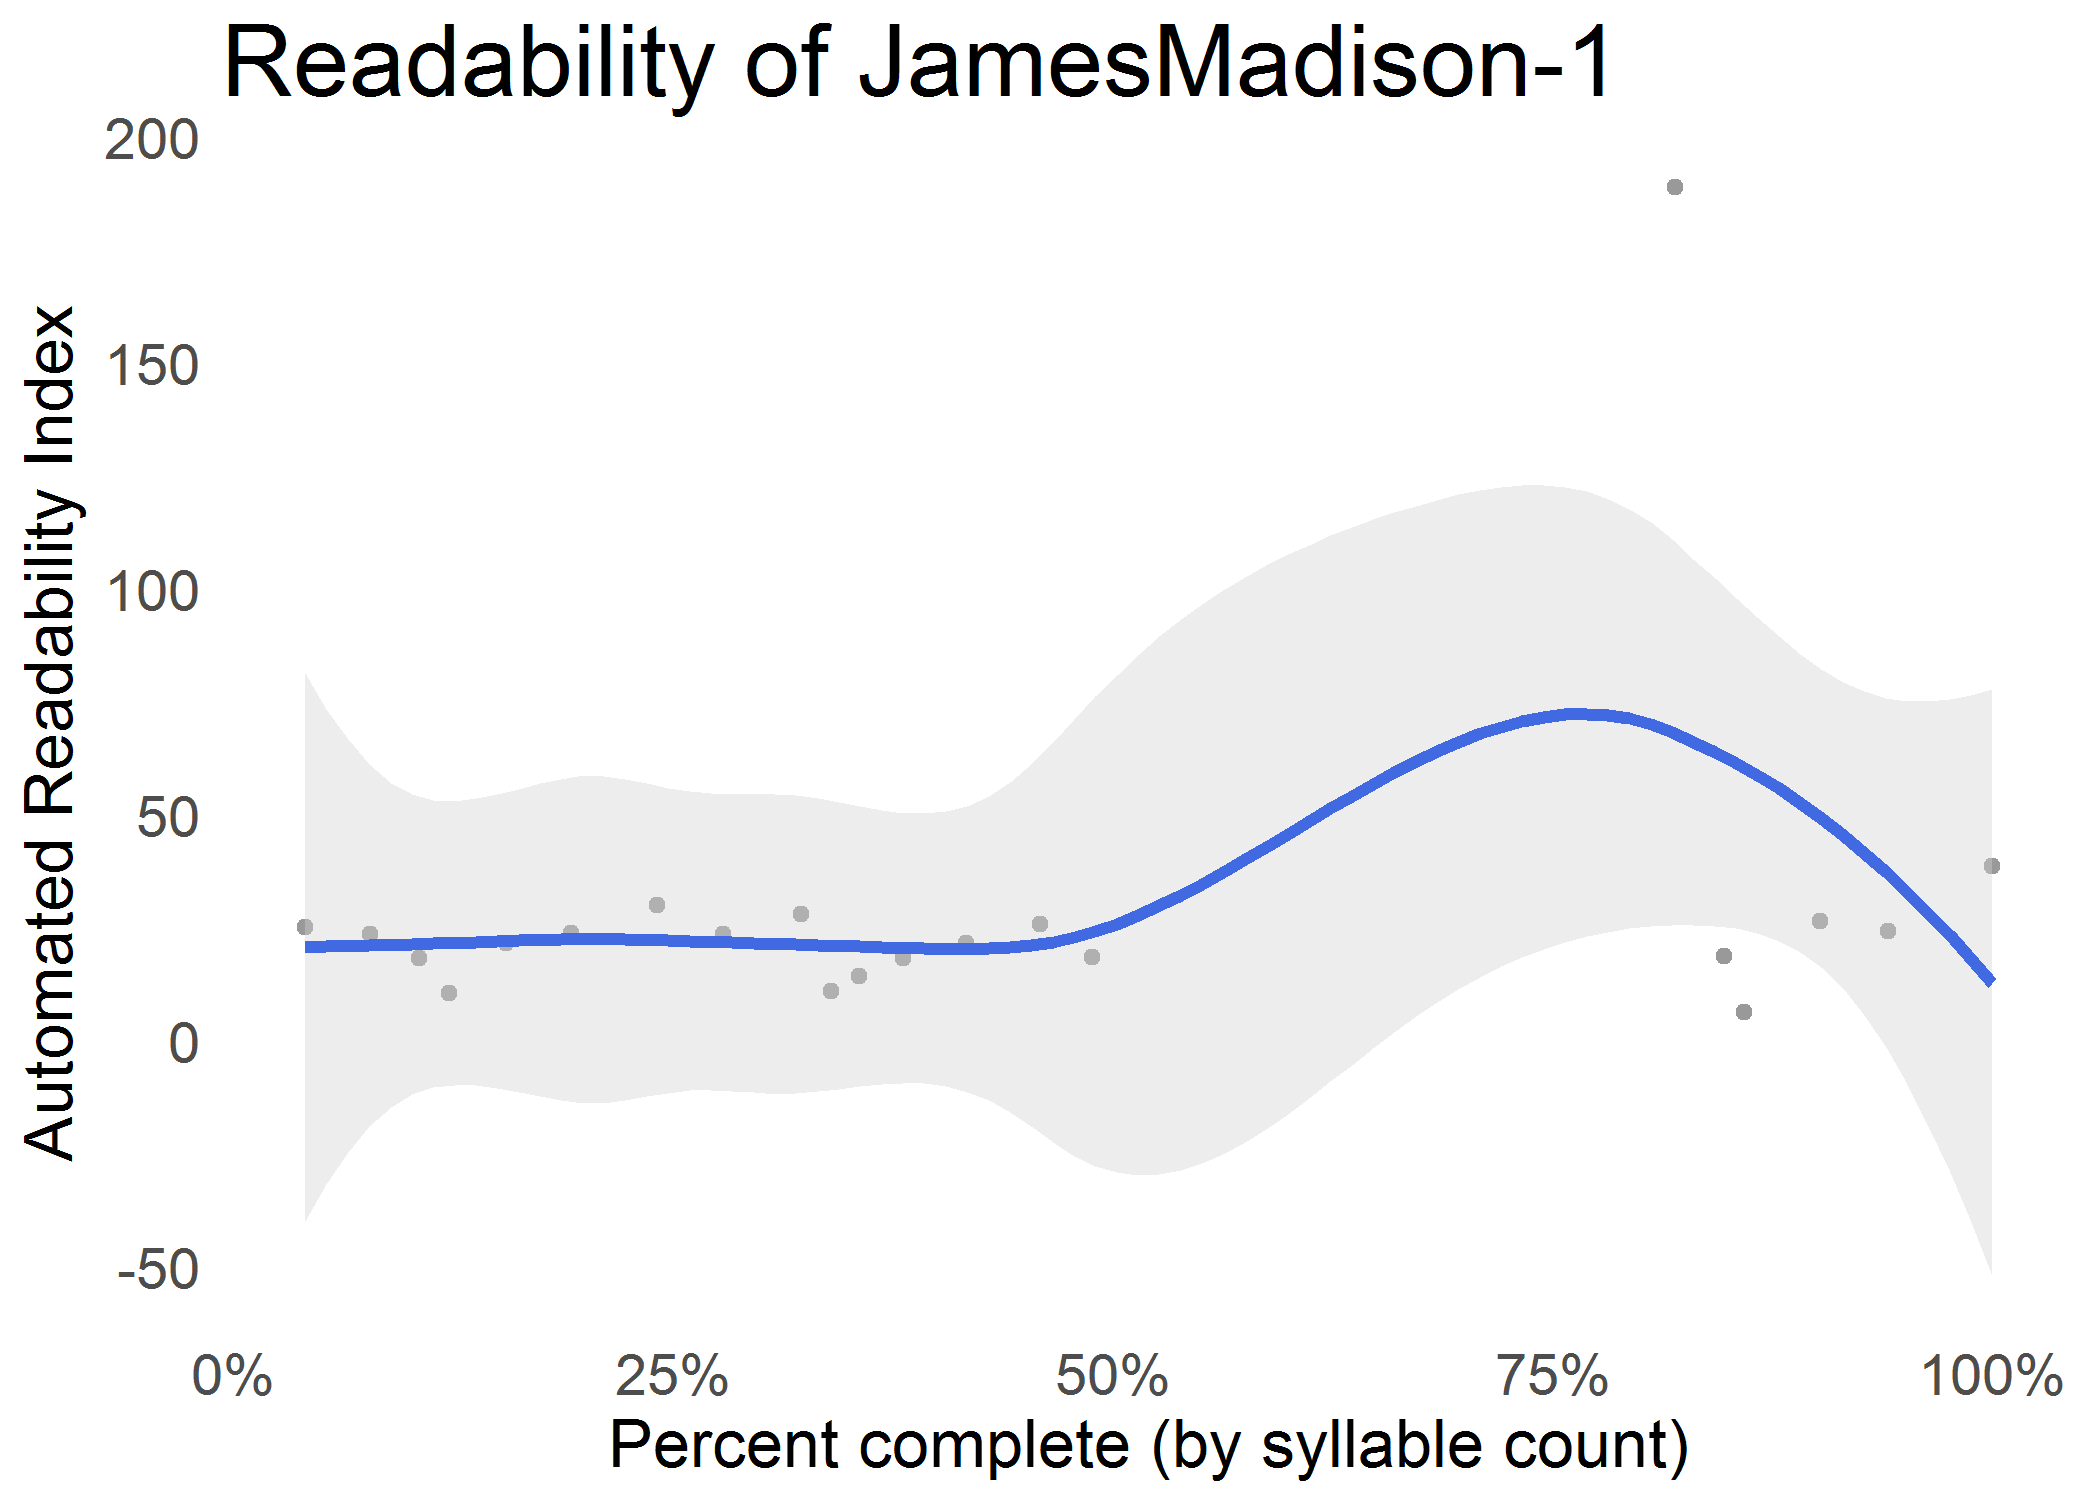 Readability of JamesMadison-1
200
150
100
50
0
-50
Automated Readability Index
0% 25% 50% 75% 100%
Percent complete (by syllable count)